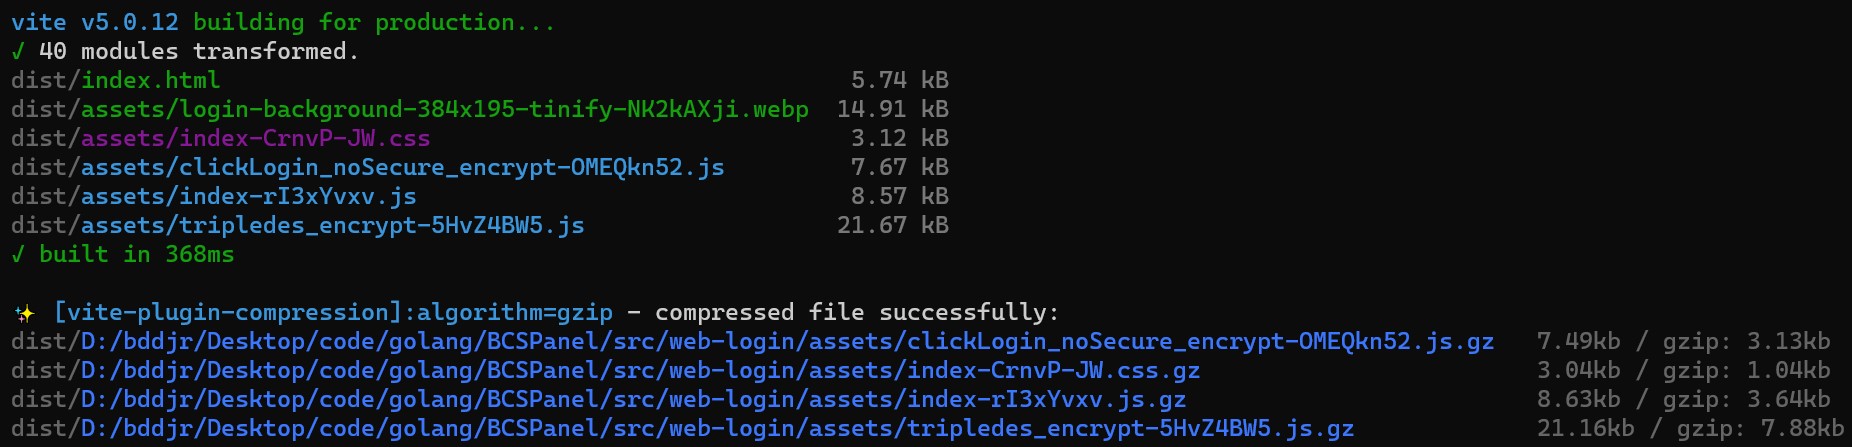 vite v5.0.12 building for production...
✓ 40 modules transformed.
dist/index.html 5.74 kB
dist/assets/login-background-384x195-tinify-NK2kAXji.webp 14.91 kB
dist/assets/index-CrnvP-JW.css 3.12 kB
dist/assets/clickLogin_noSecure_encrypt-OMEQkn52.js 7.67 kB
dist/assets/index-rI3xYvxv.js 8.57 kB
dist/assets/tripledes_encrypt-5HvZ4BW5.js 21.67 kB
✓ built in 368ms
✨ [vite-plugin-compression]:algorithm=gzip - compressed file successfully:
dist/D:/bddjr/Desktop/code/golang/BCSPanel/src/web-login/assets/clickLogin_noSecure_encrypt-OMEQkn52.js.gz 7.49kb / gzip: 3.13kb
dist/D:/bddjr/Desktop/code/golang/BCSPanel/src/web-login/assets/index-CrnvP-JW.css.gz 3.04kb / gzip: 1.04kb
dist/D:/bddjr/Desktop/code/golang/BCSPanel/src/web-login/assets/index-rI3xYvxv.js.gz 8.63kb / gzip: 3.64kb
dist/D:/bddjr/Desktop/code/golang/BCSPanel/src/web-login/assets/tripledes_encrypt-5HvZ4BW5.js.gz 21.16kb / gzip: 7.88kb